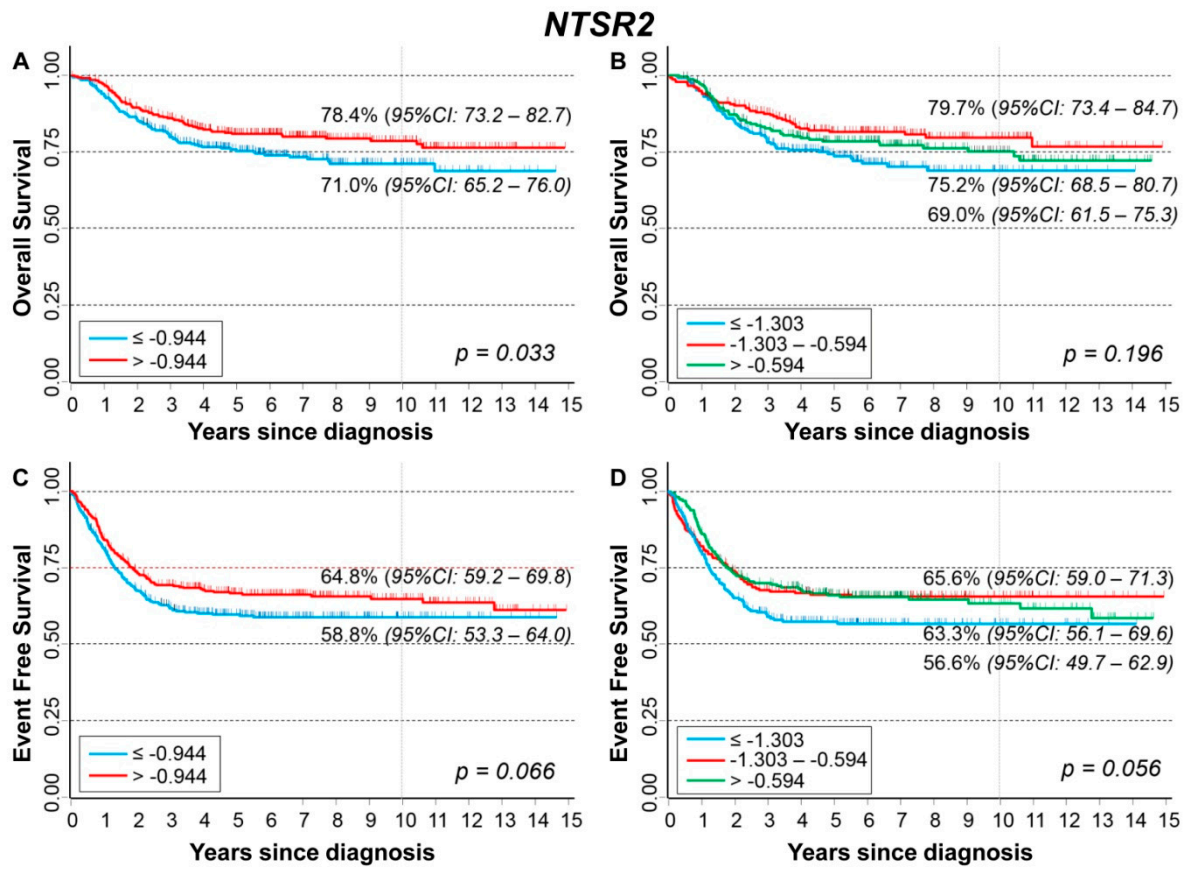 NTSR2
A
Overall Survival
1.00
0.75
0.50
0.25
0.00
78.4% (95%CI: 73.2 – 82.7)
71.0% (95%CI: 65.2 – 76.0)
≤ -0.944
> -0.944
p = 0.033
0 1 2 3 4 5 6 7 8 9 10 11 12 13 14 15
Years since diagnosis
B
Overall Survival
1.00
0.75
0.50
0.25
0.00
79.7% (95%CI: 73.4 – 84.7)
75.2% (95%CI: 68.5 – 80.7)
69.0% (95%CI: 61.5 – 75.3)
≤ -1.303
-1.303 – -0.594
> -0.594
p = 0.196
0 1 2 3 4 5 6 7 8 9 10 11 12 13 14 15
Years since diagnosis
C
Event Free Survival
1.00
0.75
0.50
0.25
0.00
64.8% (95%CI: 59.2 – 69.8)
58.8% (95%CI: 53.3 – 64.0)
≤ -0.944
> -0.944
p = 0.066
0 1 2 3 4 5 6 7 8 9 10 11 12 13 14 15
Years since diagnosis
D
Event Free Survival
1.00
0.75
0.50
0.25
0.00
65.6% (95%CI: 59.0 – 71.3)
63.3% (95%CI: 56.1 – 69.6)
56.6% (95%CI: 49.7 – 62.9)
≤ -1.303
-1.303 – -0.594
> -0.594
p = 0.056
0 1 2 3 4 5 6 7 8 9 10 11 12 13 14 15
Years since diagnosis